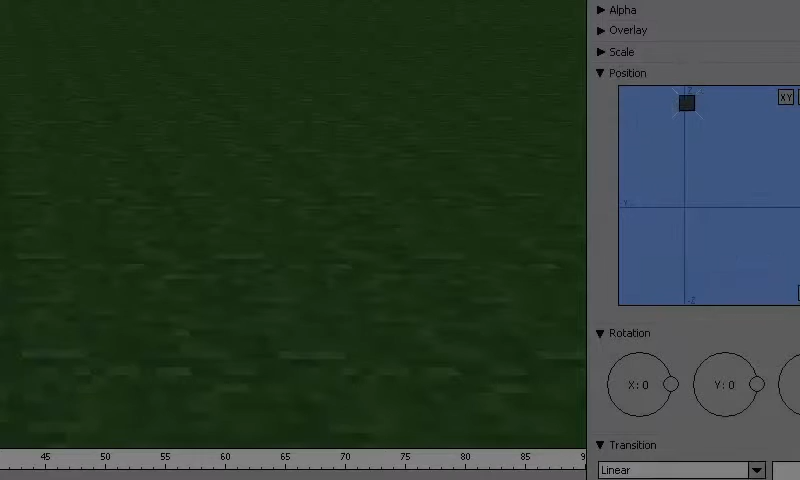 Alpha
Overlay
Scale
Position
Z
XY
Y
-Z
Rotation
X: 0
Y: 0
Transition
45 50 55 60 65 70 75 80 85 9
Linear